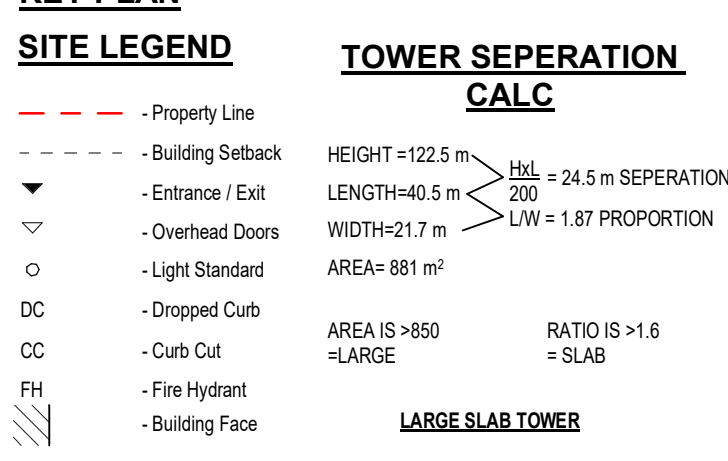 KEY PLAN
SITE LEGEND
- Property Line
- Building Setback
- Entrance / Exit
- Overhead Doors
- Light Standard
DC - Dropped Curb
CC - Curb Cut
FH - Fire Hydrant
- Building Face
TOWER SEPERATION
CALC
HEIGHT =122.5 m
LENGTH=40.5 m
WIDTH=21.7 m
HxL
200
= 24.5 m SEPERATION
L/W = 1.87 PROPORTION
AREA= 881 m²
AREA IS >850
=LARGE
RATIO IS >1.6
= SLAB
LARGE SLAB TOWER